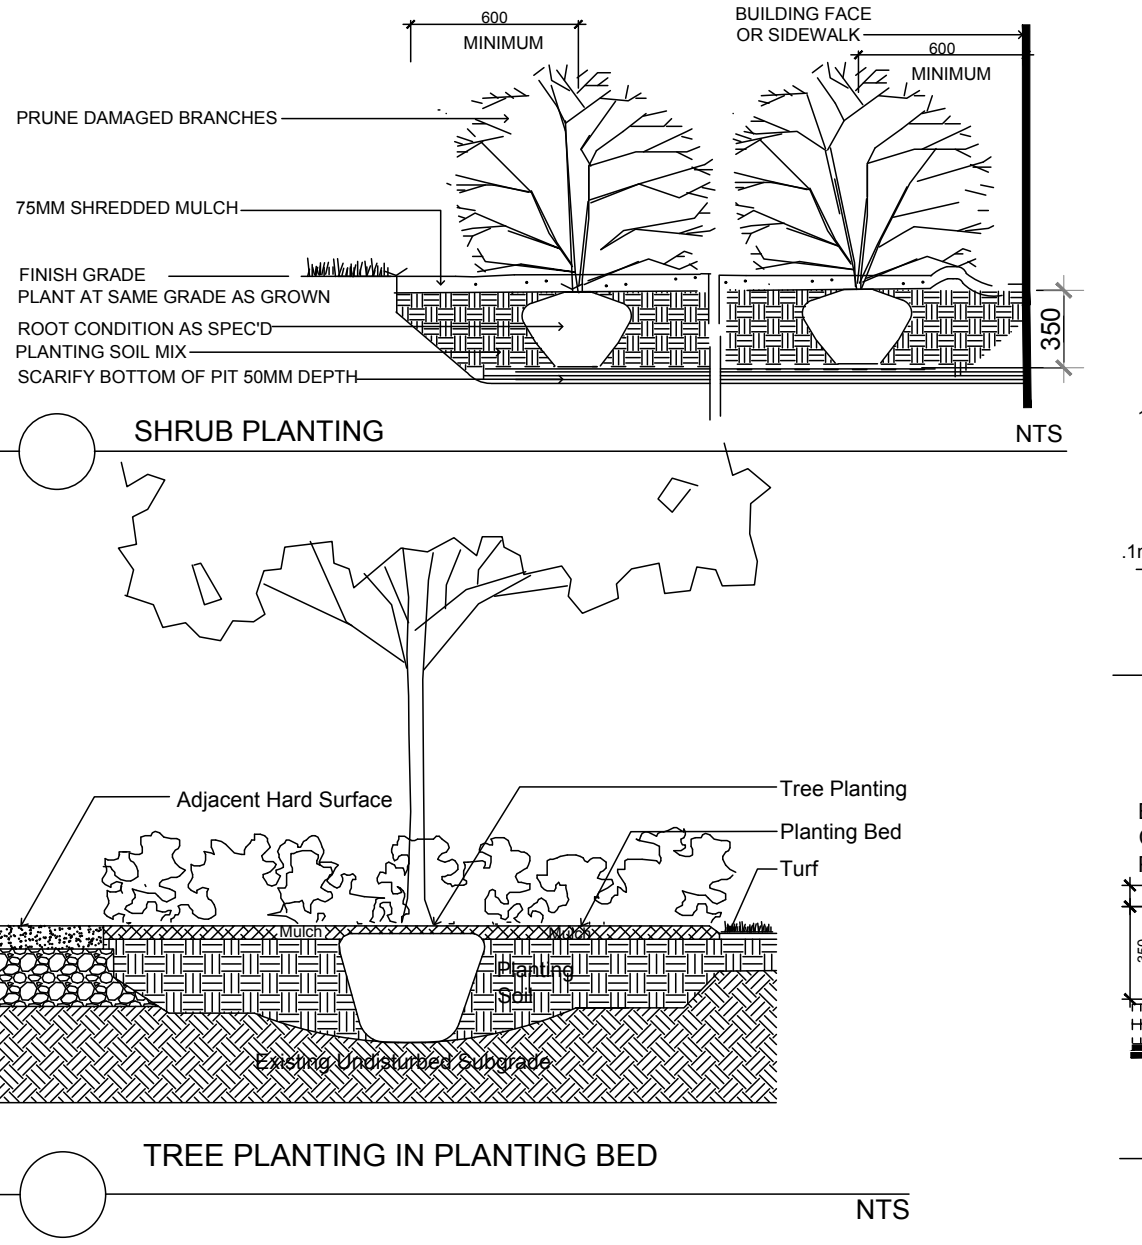 600
MINIMUM
BUILDING FACE
OR SIDEWALK
600
MINIMUM
PRUNE DAMAGED BRANCHES
75MM SHREDDED MULCH
FINISH GRADE
PLANT AT SAME GRADE AS GROWN
ROOT CONDITION AS SPEC'D
PLANTING SOIL MIX
SCARIFY BOTTOM OF PIT 50MM DEPTH
350
SHRUB PLANTING
NTS
Adjacent Hard Surface
Tree Planting
Planting Bed
Turf
Mulch
Mulch
Planting
Soil
Existing Undisturbed Subgrade
350
TREE PLANTING IN PLANTING BED
NTS